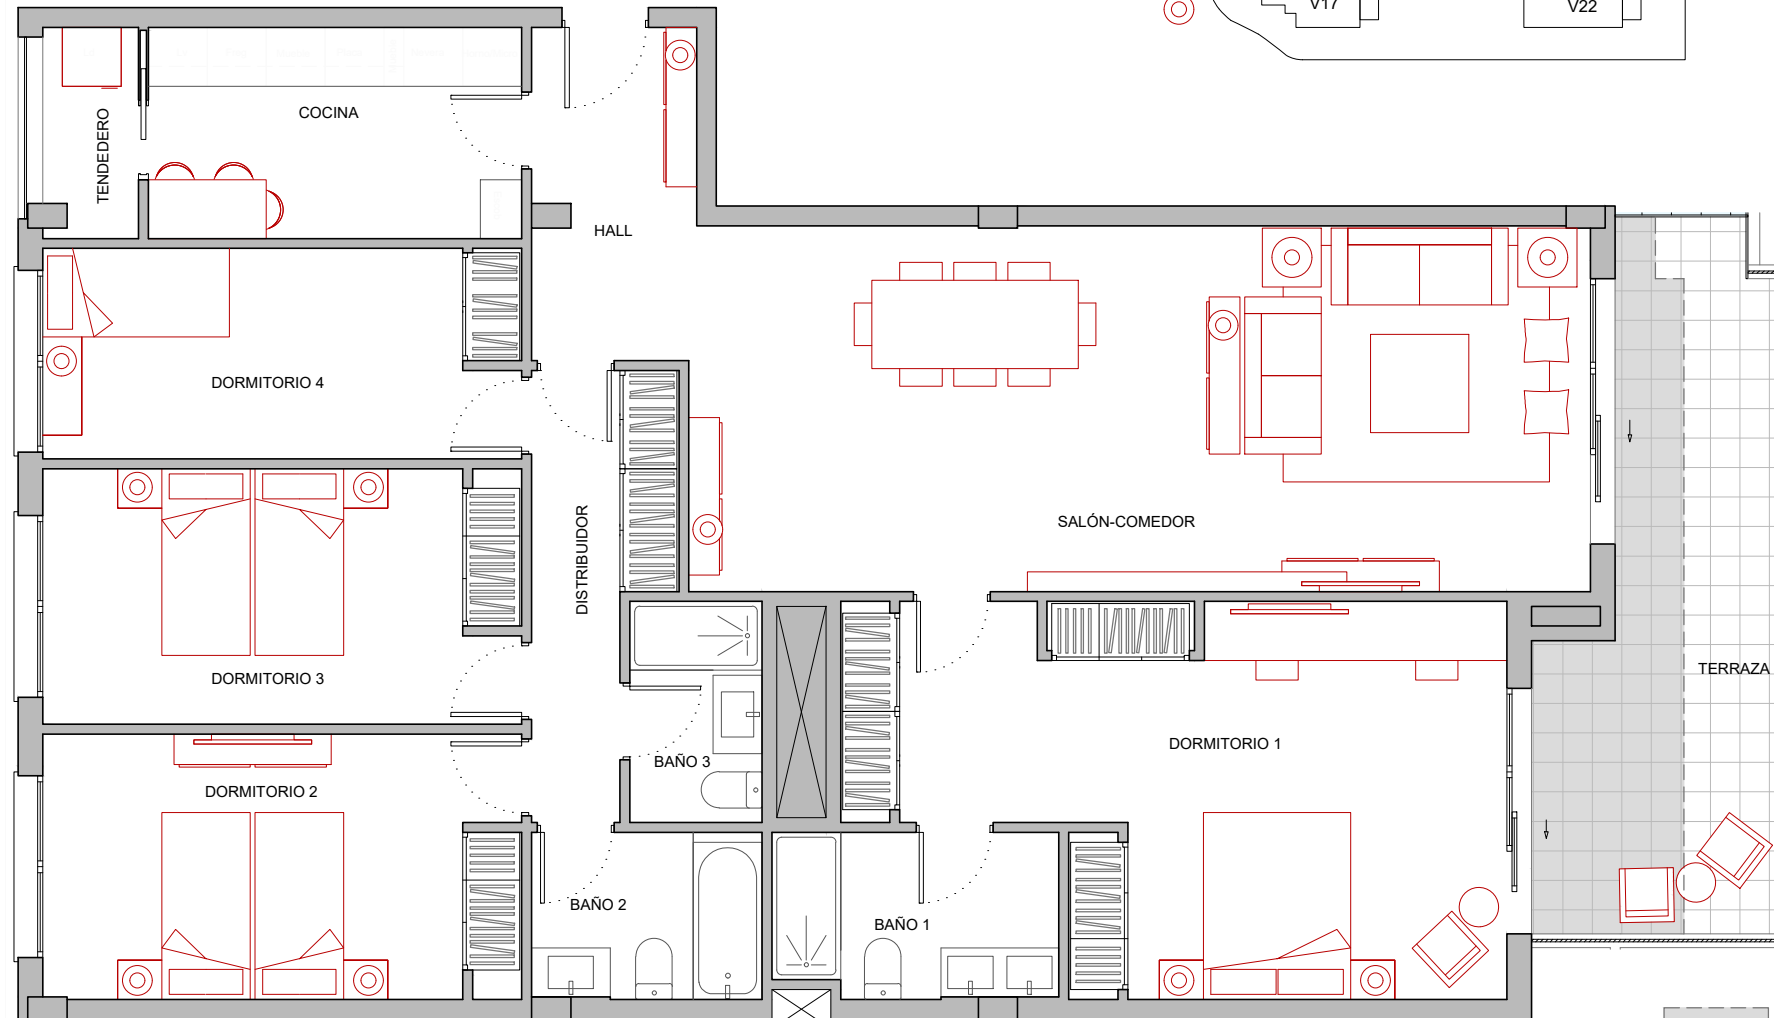 V17
V22
COCINA
TENDEDERO
HALL
DORMITORIO 4
SALÓN-COMEDOR
DISTRIBUIDOR
DORMITORIO 3
TERRAZA
DORMITORIO 1
BAÑO 3
DORMITORIO 2
BAÑO 2
BAÑO 1